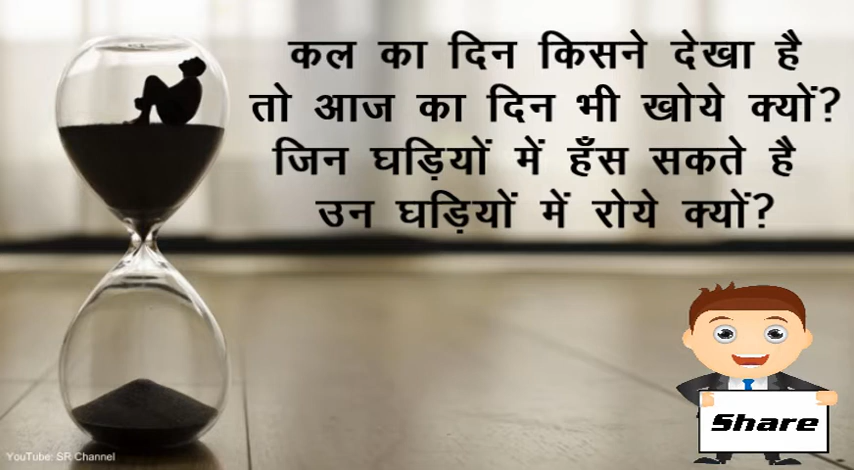 कल का दिन किसने देखा है
तो आज का दिन भी खोये क्यों?
जिन घड़ियों में हँस सकते है
उन घड़ियों में रोये क्यों?
Share
YouTube: SR Channel